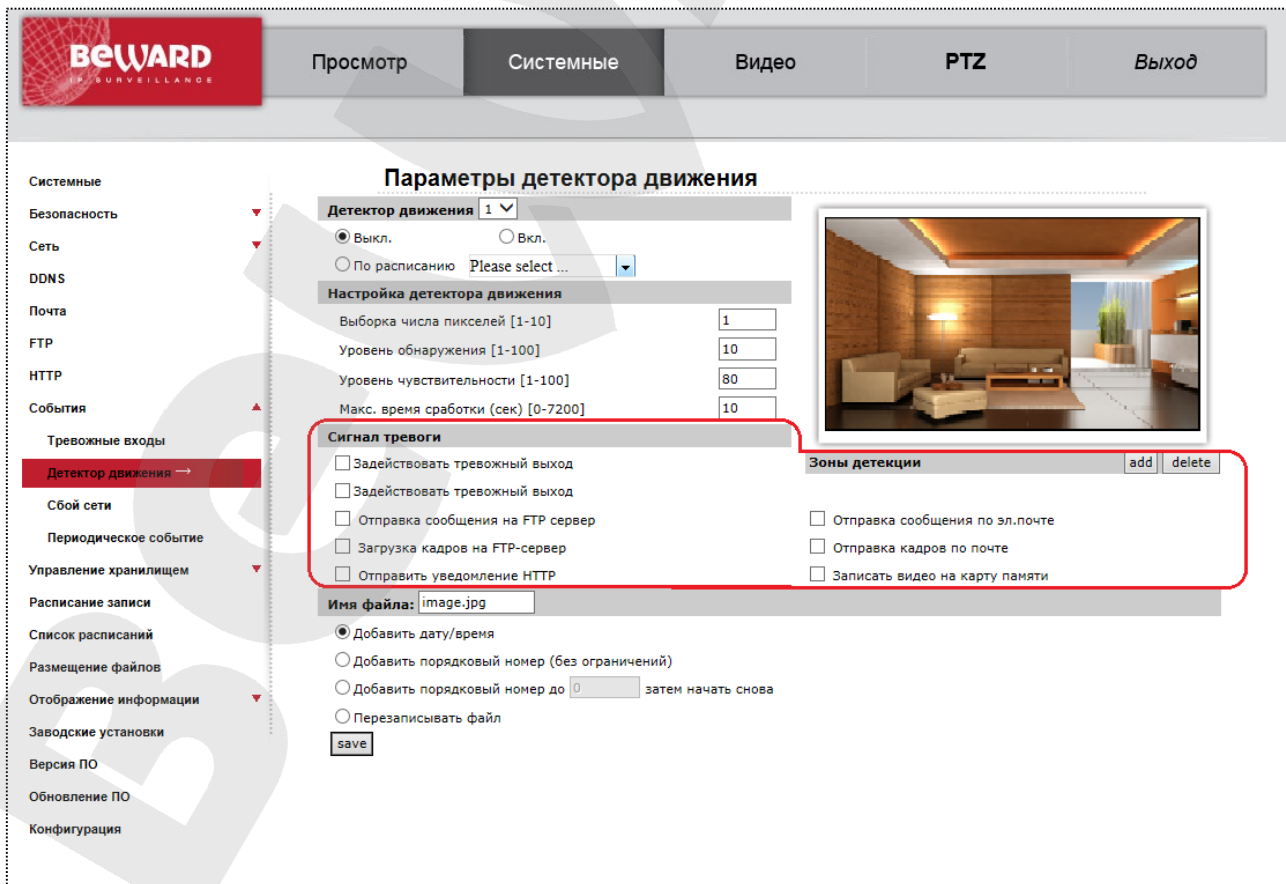 BEWARD
IP SURVEILLANCE
Просмотр
Системные
Видео
PTZ
Выход
Системные
Безопасность
Сеть
DDNS
Почта
FTP
HTTP
События
Тревожные входы
Детектор движения →
Сбой сети
Периодическое событие
Управление хранилищем
Расписание записи
Список расписаний
Размещение файлов
Отображение информации
Заводские установки
Версия ПО
Обновление ПО
Конфигурация
Параметры детектора движения
Детектор движения 1
Выкл. Вкл.
По расписанию Please select ...
Настройка детектора движения
Выборка числа пикселей [1-10] 1
Уровень обнаружения [1-100] 10
Уровень чувствительности [1-100] 80
Макс. время сработки (сек) [0-7200] 10
Сигнал тревоги
Задействовать тревожный выход
Зоны детекции add delete
Задействовать тревожный выход
Отправка сообщения на FTP сервер
Отправка сообщения по эл.почте
Загрузка кадров на FTP-сервер
Отправка кадров по почте
Отправить уведомление HTTP
Записать видео на карту памяти
Имя файла: image.jpg
Добавить дату/время
Добавить порядковый номер (без ограничений)
Добавить порядковый номер до 0 затем начать снова
Перезаписывать файл
save